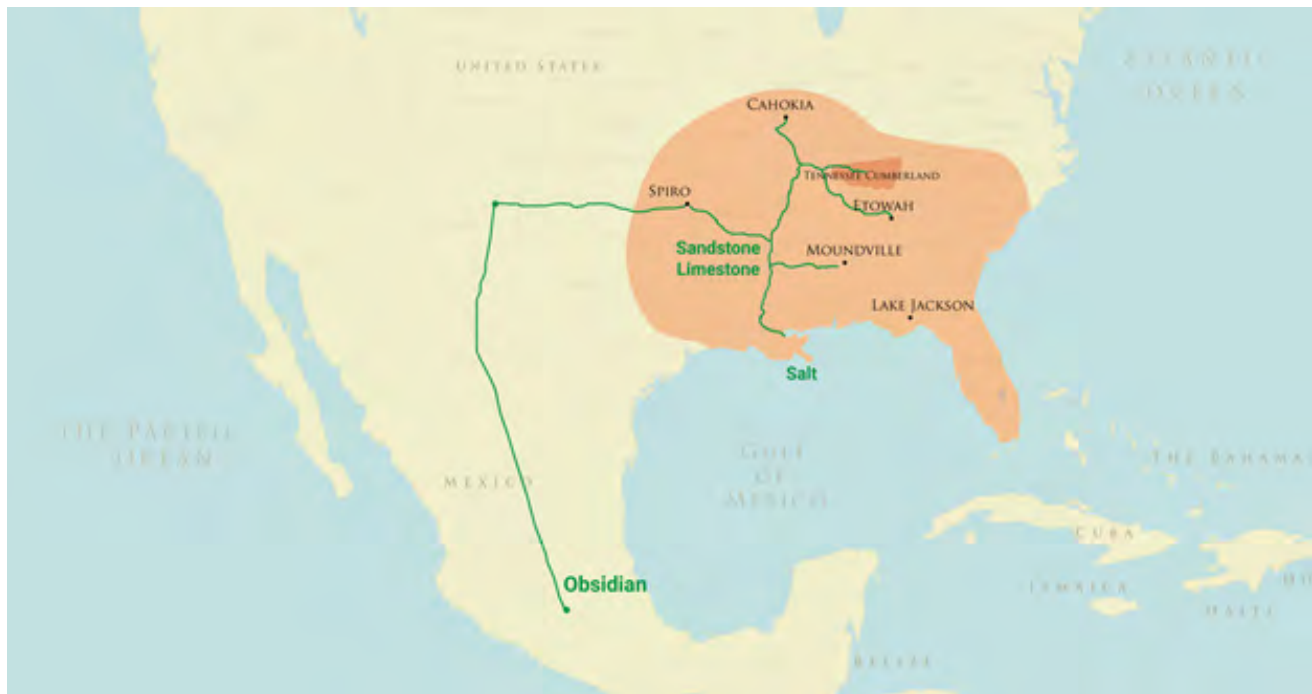 UNITED STATES
ATLANTIC
OCEAN
CAHOKIA
TENNESSEE CUMBERLAND
SPIRO
ETOWAH
Sandstone
Limestone
MOUNDVILLE
LAKE JACKSON
Salt
THE PACIFIC
OCEAN
GULF
OF
MEXICO
MEXICO
THE BAHAMAS
CUBA
Obsidian
JAMAICA
HAITI
BELIZE